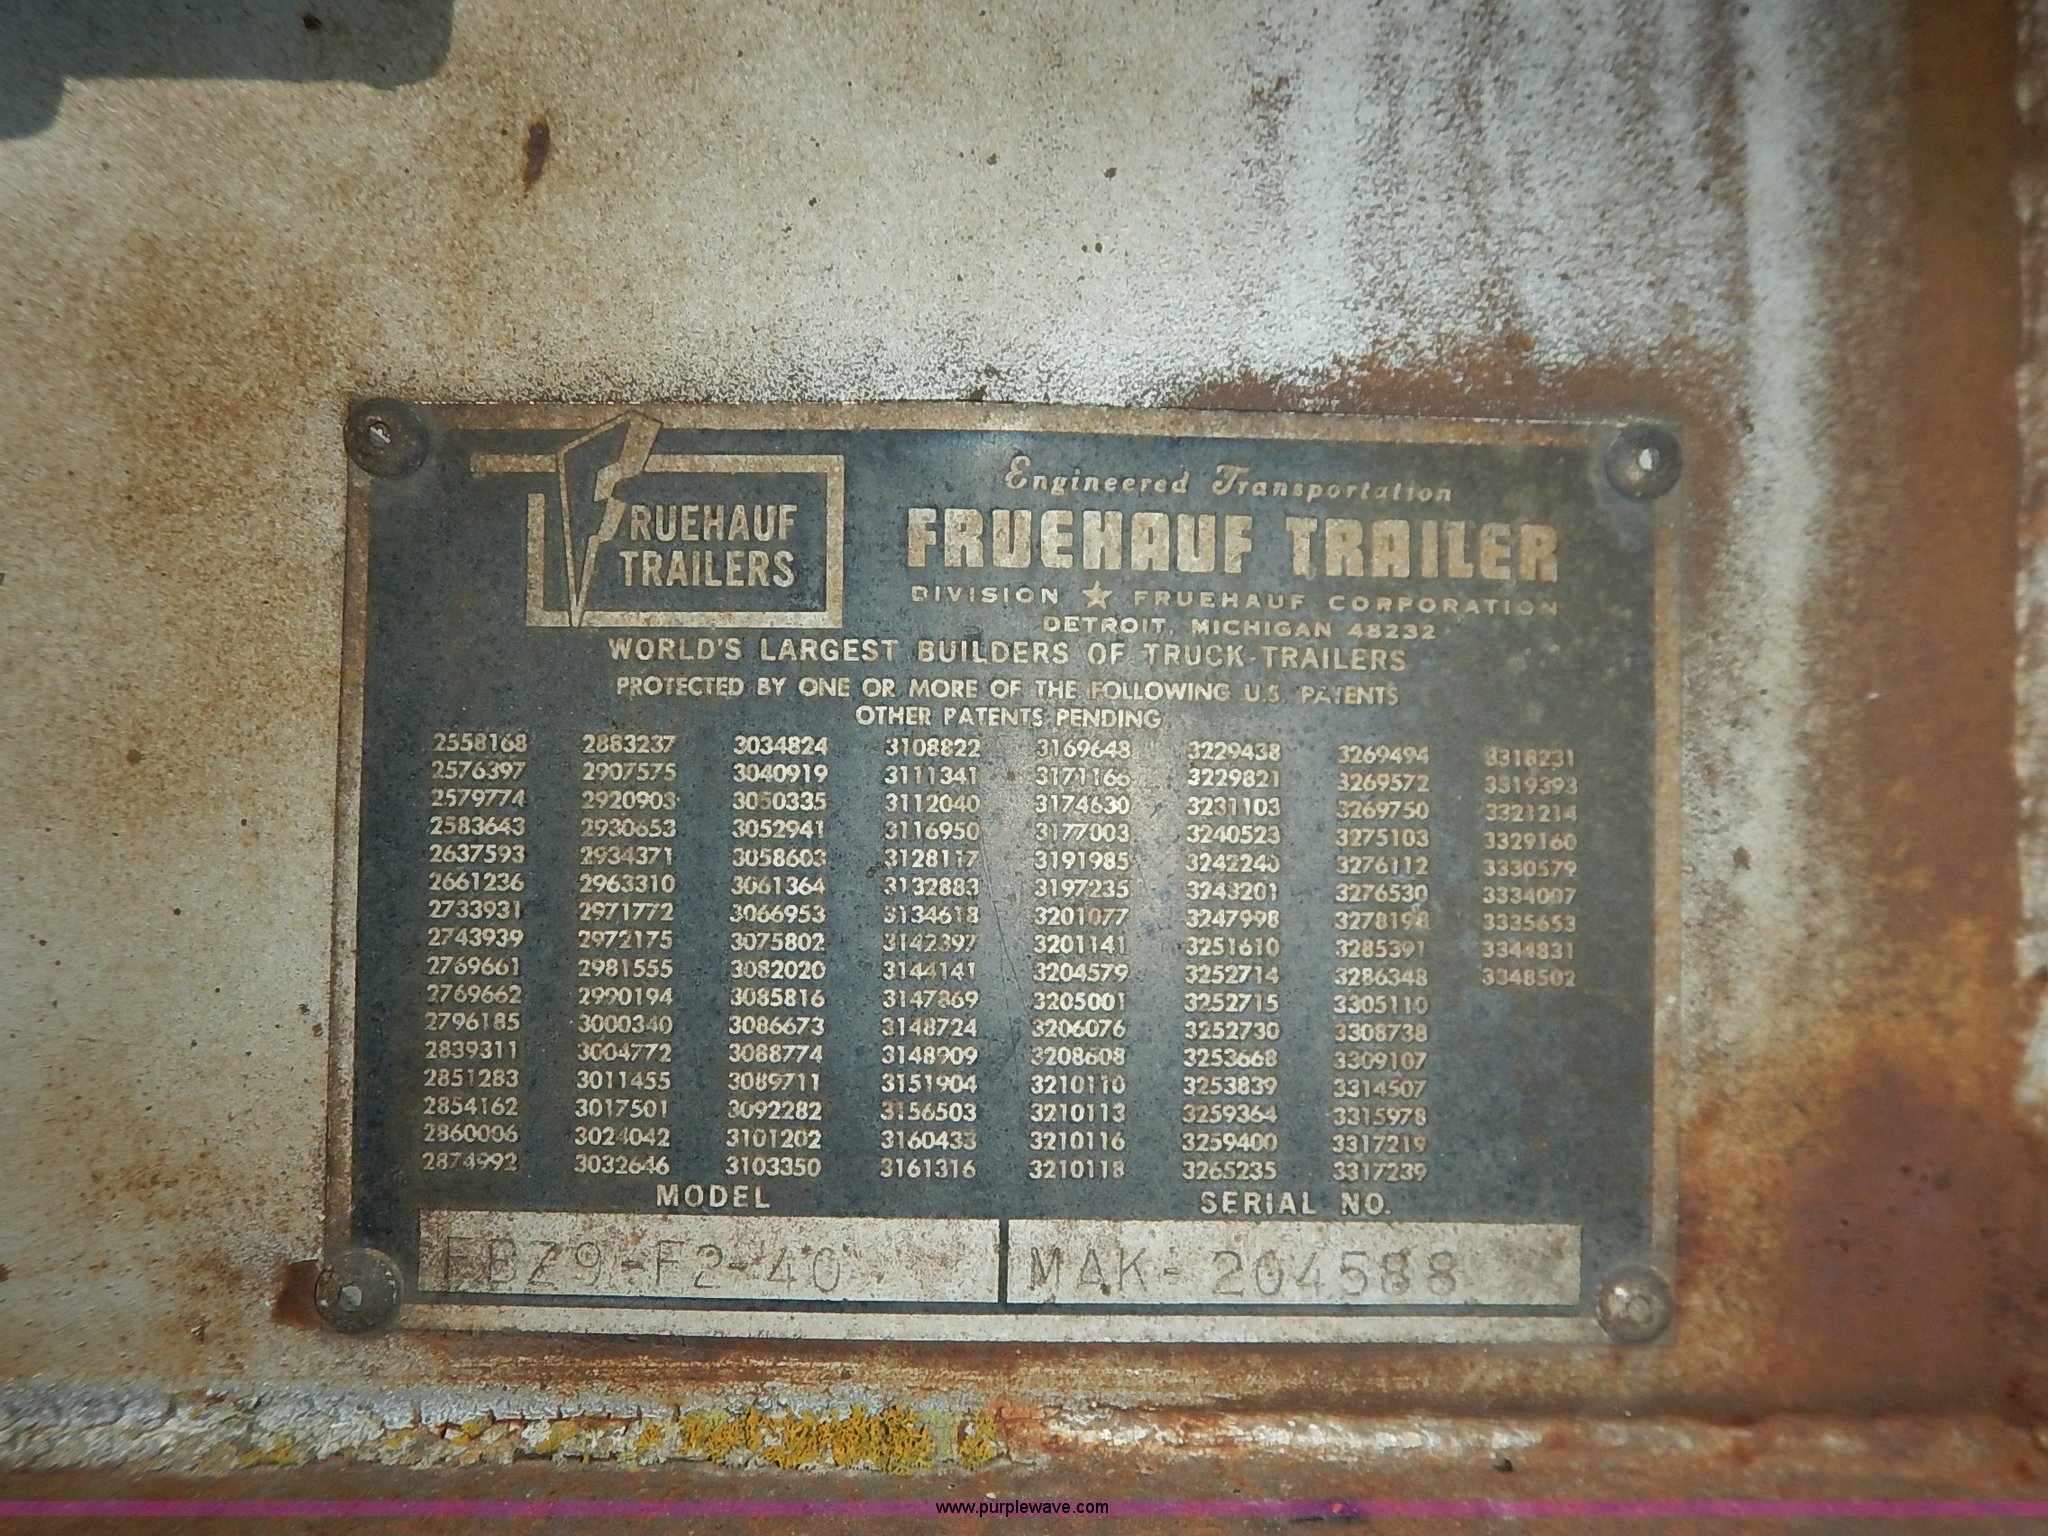 FRUEHAUF
TRAILERS
Engineered Transportation
FRUEHAUF TRAILER
DIVISION ★ FRUEHAUF CORPORATION
DETROIT, MICHIGAN 48232
WORLD'S LARGEST BUILDERS OF TRUCK-TRAILERS
PROTECTED BY ONE OR MORE OF THE FOLLOWING U.S. PATENTS
OTHER PATENTS PENDING
2558168 2883237 3034824 3108822 3169648 3229438 3269494 3318231
2576397 2907575 3040919 3111341 3171166 3229821 3269572 3319393
2579774 2920903 3050335 3112040 3174630 3231103 3269750 3321214
2583643 2930653 3052941 3116950 3177003 3240523 3275103 3329160
2637593 2934371 3058603 3128117 3191985 3242240 3276112 3330579
2661236 2963310 3061364 3132883 3197235 3243201 3276530 3334007
2733931 2971772 3066953 3134618 3201077 3247998 3278198 3335653
2743939 2972175 3075802 3142397 3201141 3251610 3285391 3344831
2769661 2981555 3082020 3144141 3204579 3252714 3286348 3348502
2769662 2990194 3085816 3147869 3205001 3252715 3305110
2796185 3000340 3086673 3148724 3206076 3252730 3308738
2839311 3004772 3088774 3148909 3208608 3253668 3309107
2851283 3011455 3089711 3151904 3210110 3253839 3314507
2854162 3017501 3092282 3156503 3210113 3259364 3315978
2860006 3024042 3101202 3160433 3210116 3259400 3317219
2874992 3032646 3103350 3161316 3210118 3265235 3317239
MODEL SERIAL NO.
FBZ9-F2-40 MAK-204588
www.purplewave.com